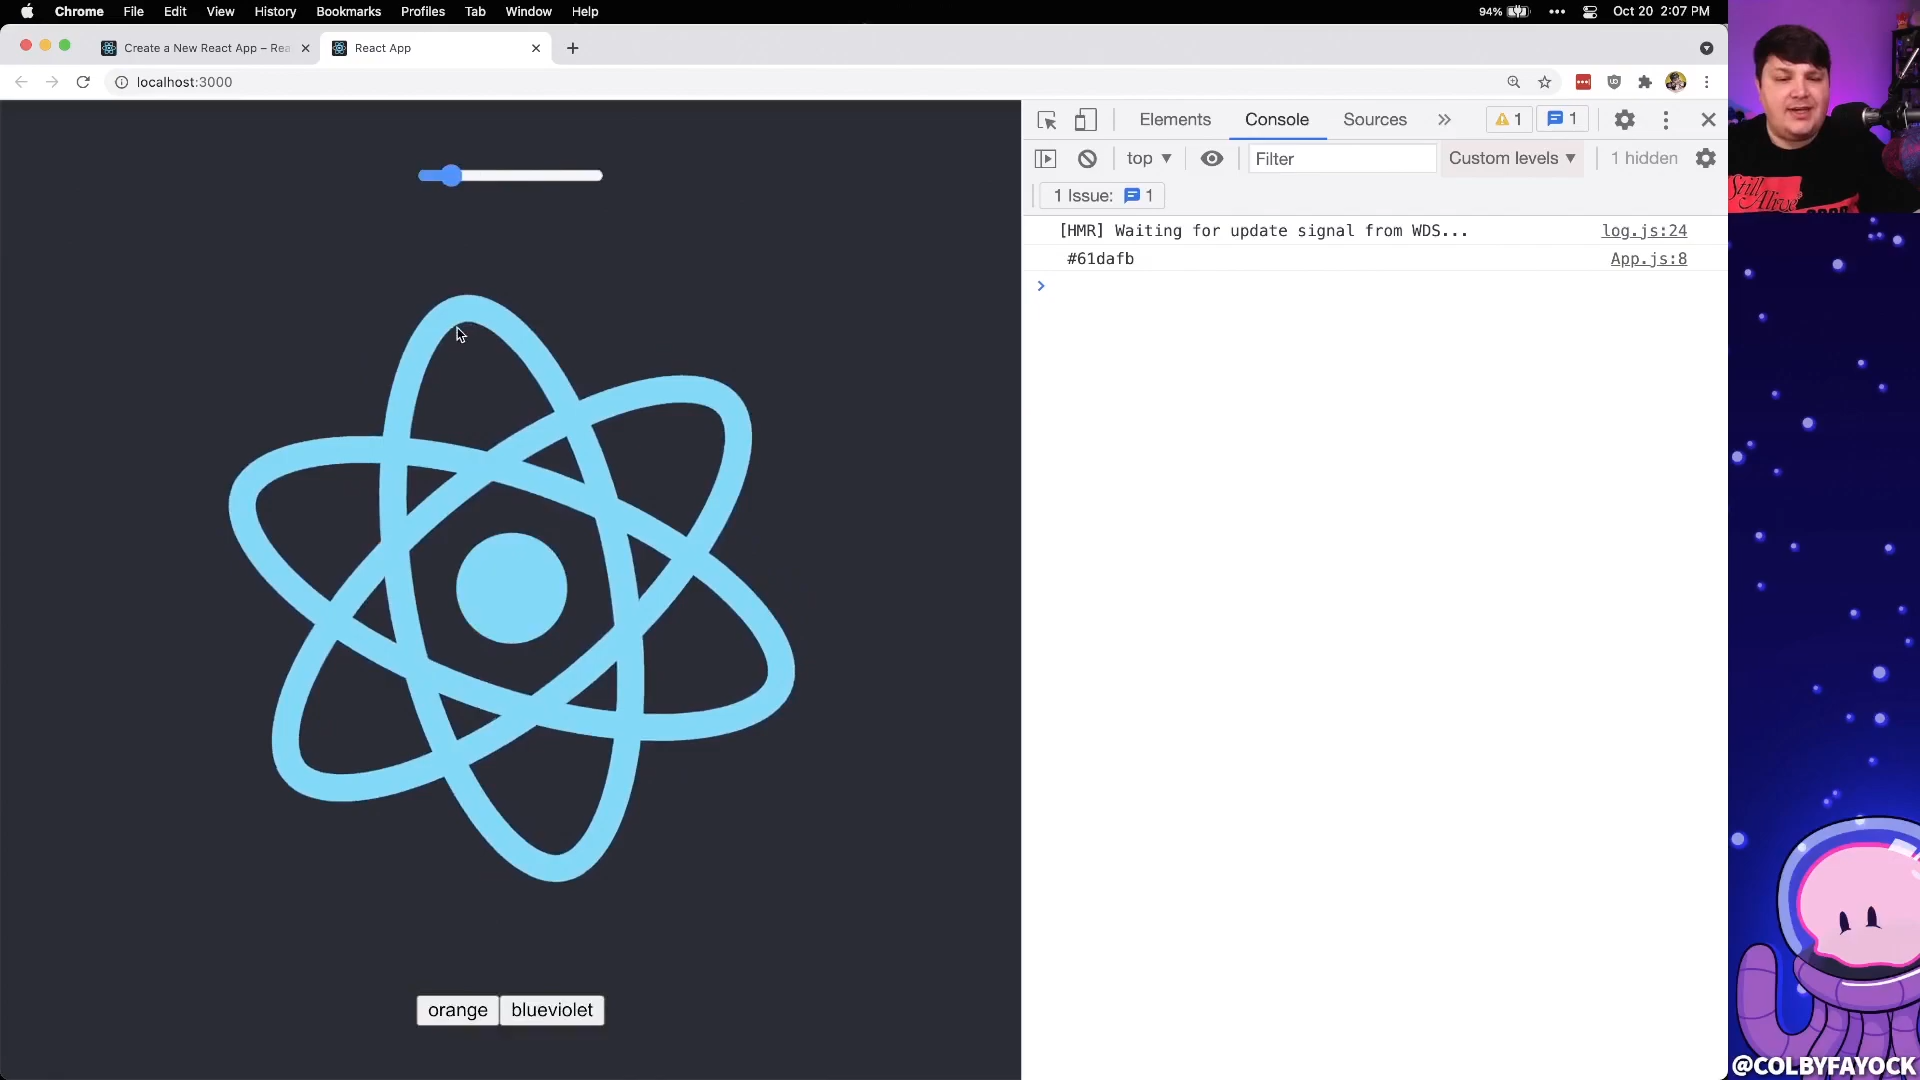 Chrome File Edit View History Bookmarks Profiles Tab Window Help
94% Oct 20 2:07 PM
Create a New React App – Rea
React App
localhost:3000
Elements Console Sources 1 1
top Filter Custom levels 1 hidden
1 Issue: 1
[HMR] Waiting for update signal from WDS... log.js:24
#61dafb App.js:8
Still
Alive
orange blueviolet
@COLBYFAYOCK